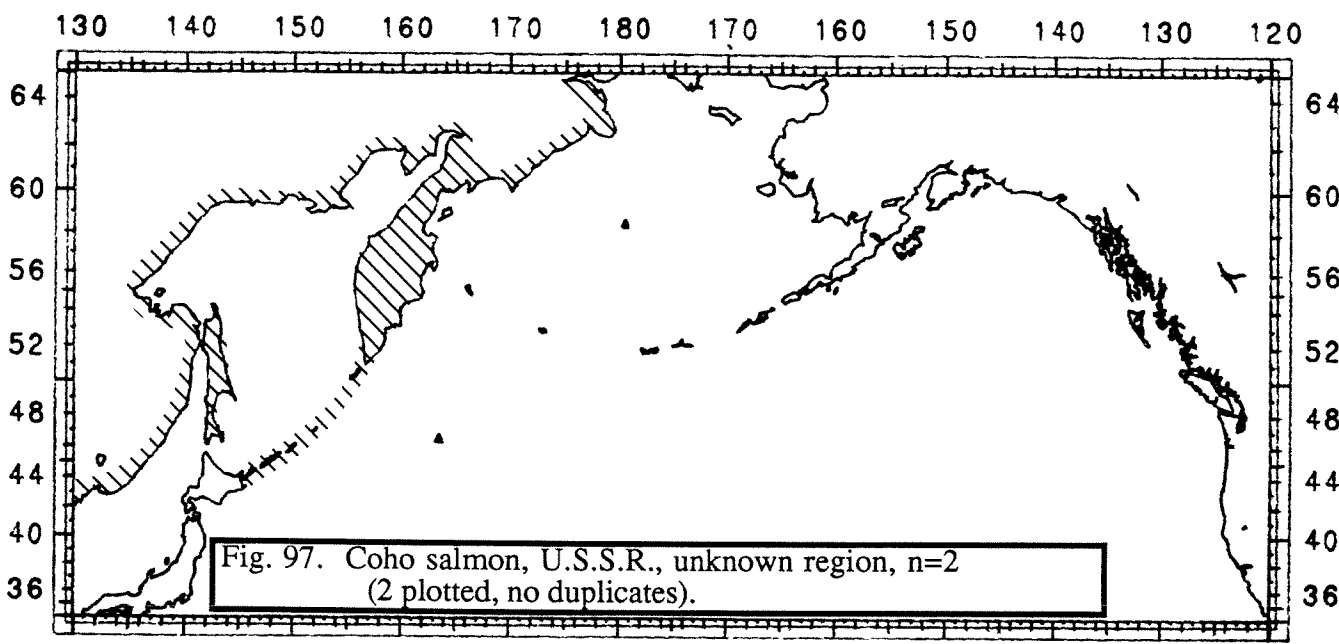 130 140 150 160 170 180 170 160 150 140 130 120
64 64
60 60
56 56
52 52
48 48
44 44
40 40
36 36
Fig. 97. Coho salmon, U.S.S.R., unknown region, n=2
(2 plotted, no duplicates).